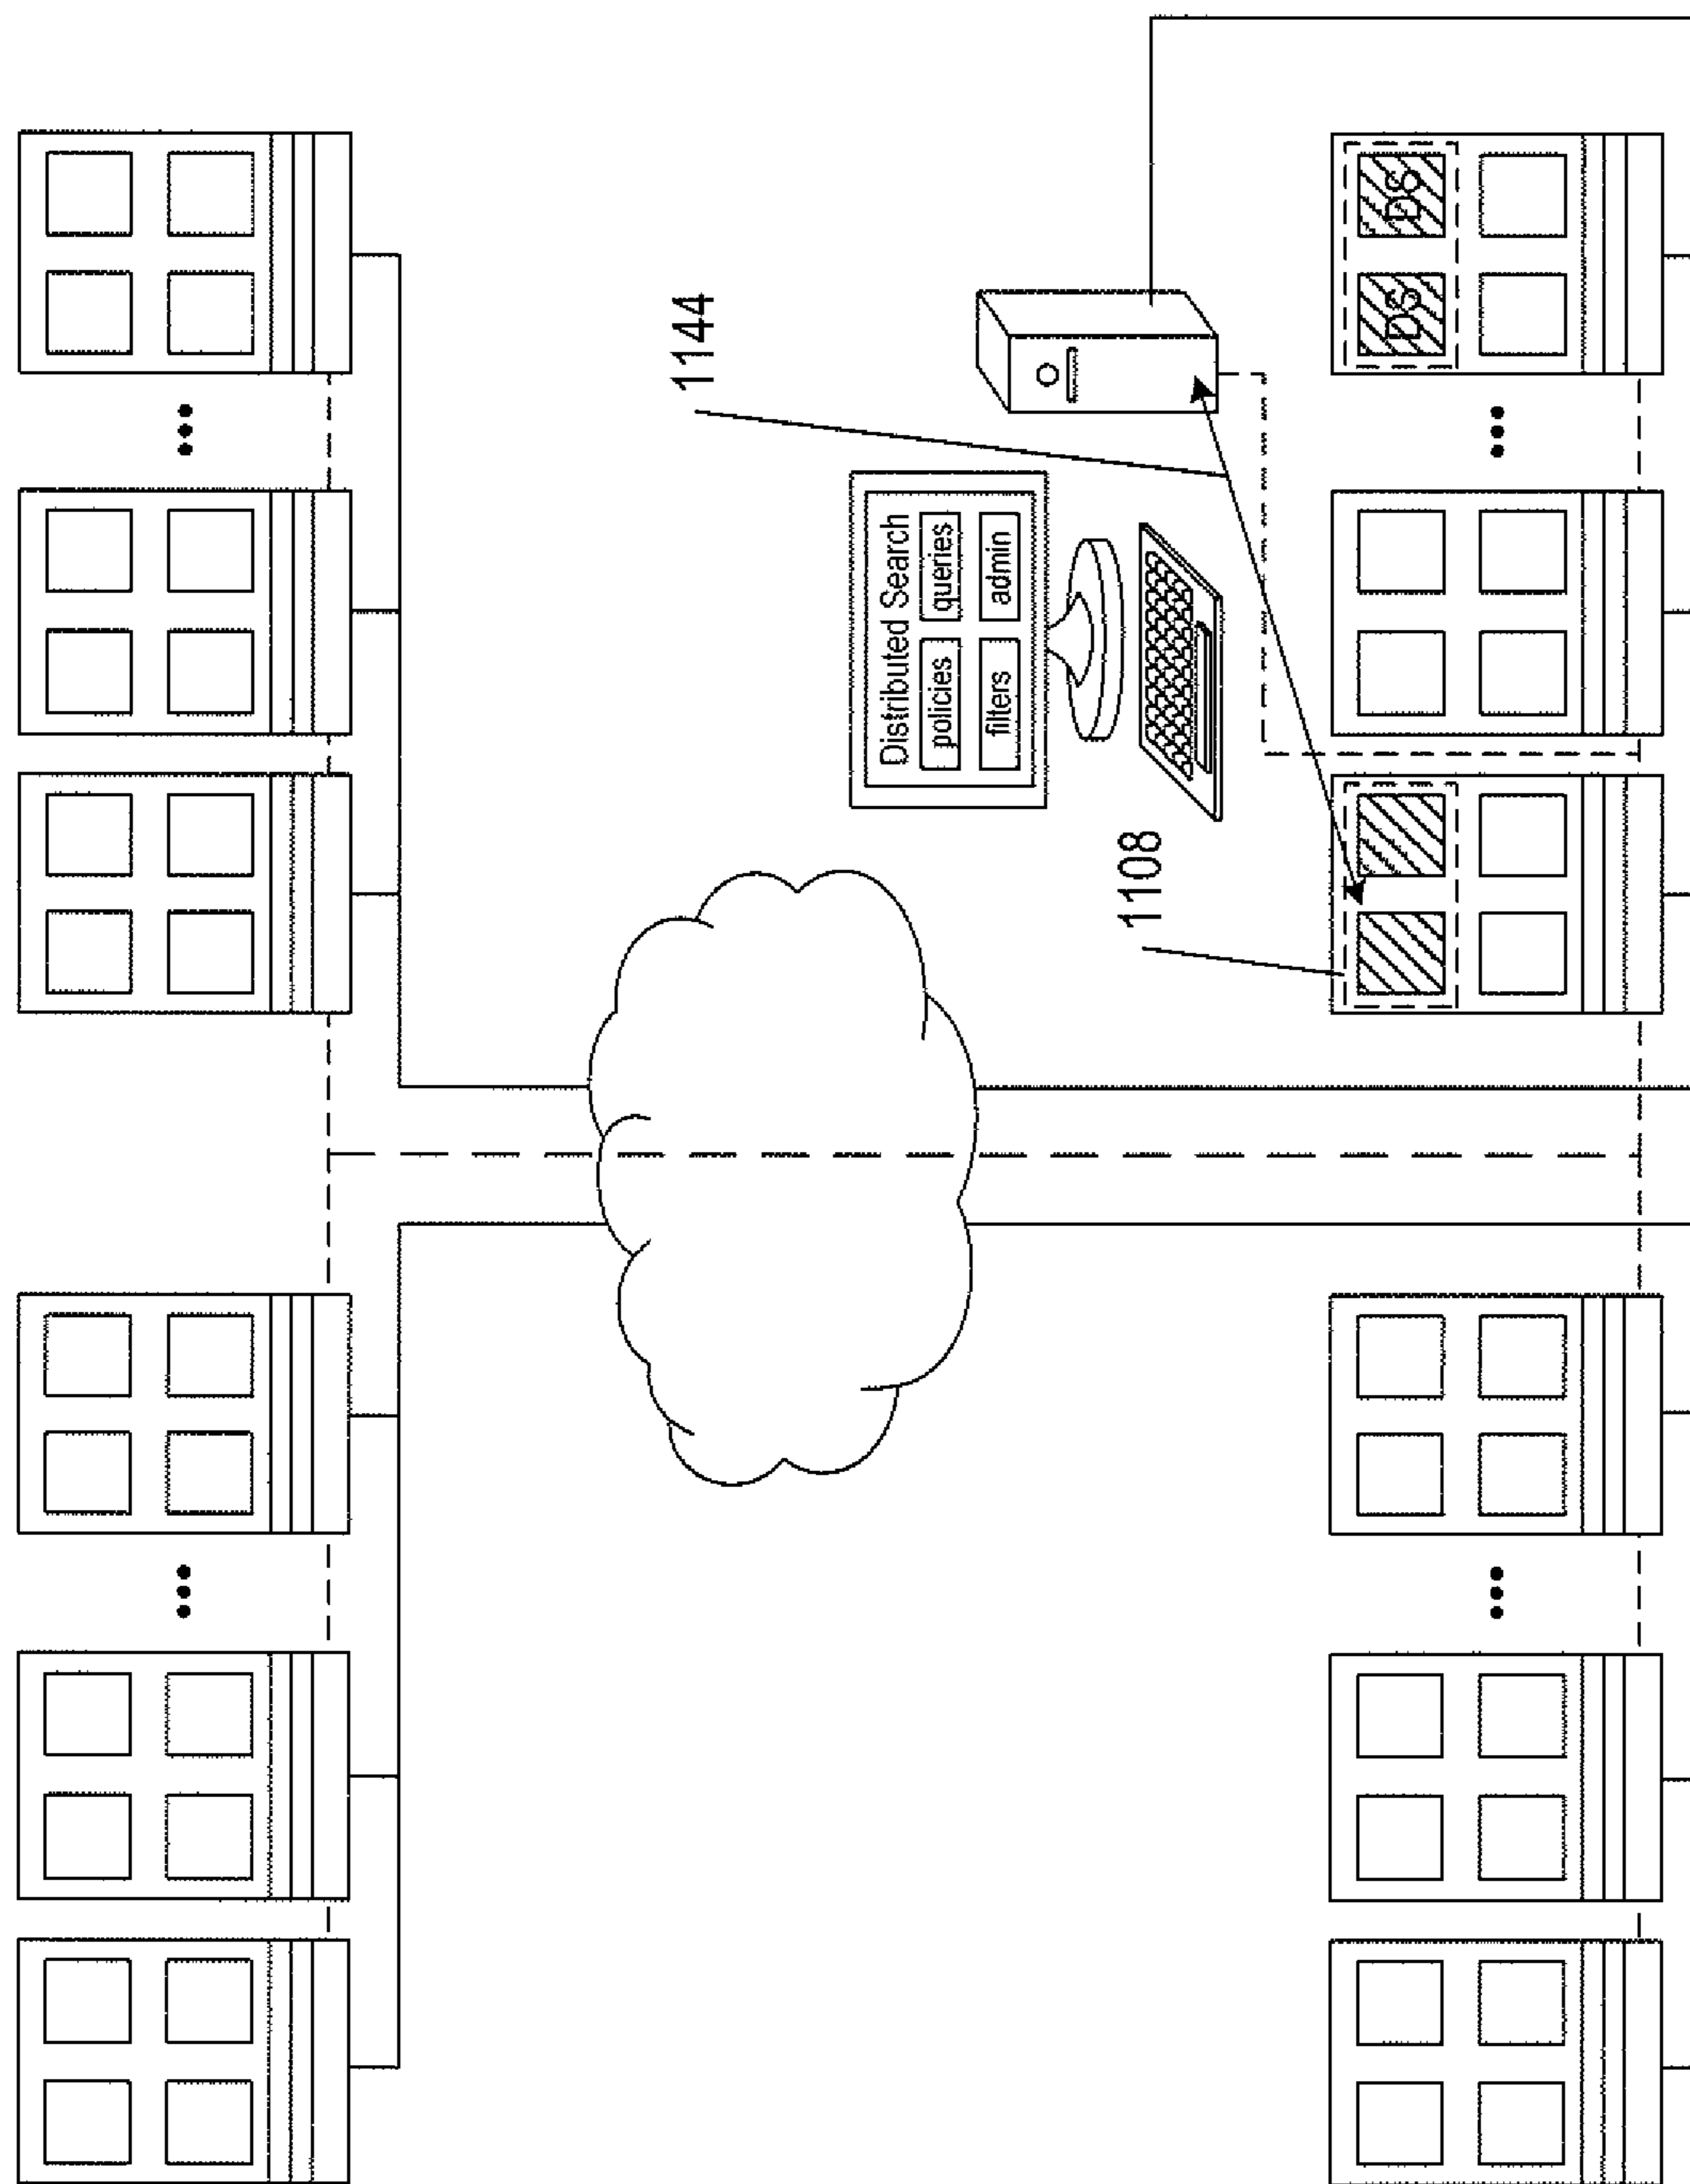 1144
Distributed Search
policies queries
filters admin
1108
DS DS